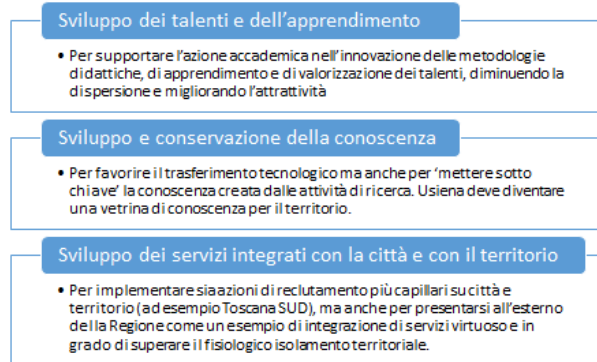 Sviluppo dei talenti e dell'apprendimento
• Per supportare l'azione accademica nell'innovazione delle metodologie
didattiche, di apprendimento e di valorizzazione dei talenti, diminuendo la
dispersione e migliorando l'attrattività
Sviluppo e conservazione della conoscenza
• Per favorire il trasferimento tecnologico ma anche per 'mettere sotto
chiave' la conoscenza creata dalle attività di ricerca. Usiena deve diventare
una vetrina di conoscenza per il territorio.
Sviluppo dei servizi integrati con la città e con il territorio
• Per implementare sia azioni di reclutamento più capillari su città e
territorio (ad esempio Toscana SUD), ma anche per presentarsi all'esterno
della Regione come un esempio di integrazione di servizi virtuoso e in
grado di superare il fisiologico isolamento territoriale.